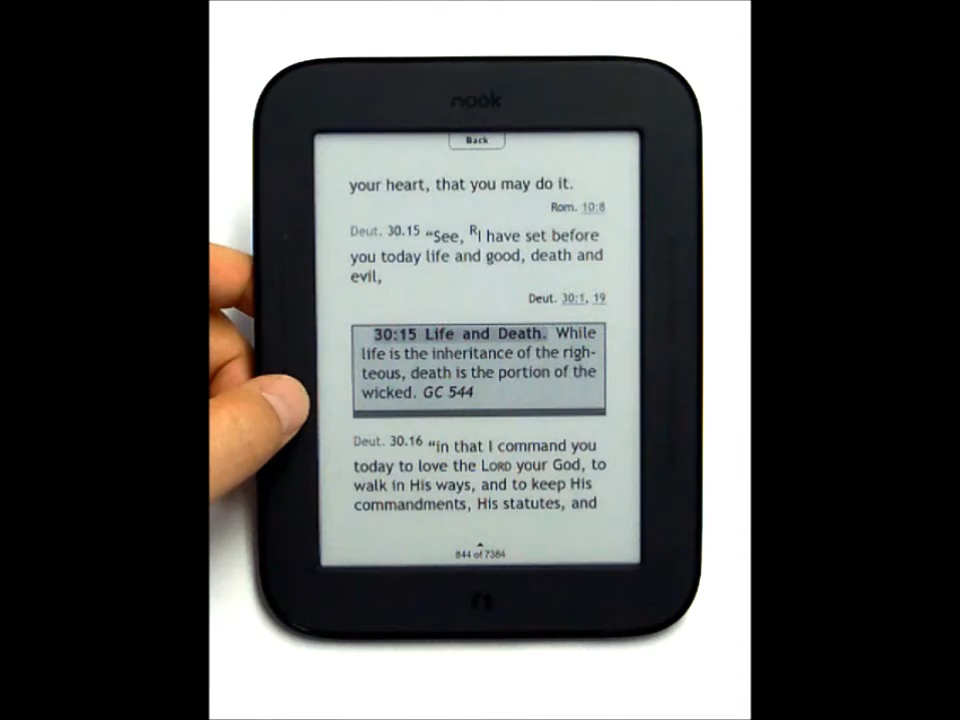 nook
Back
your heart, that you may do it.
Rom. 10:8
Deut. 30.15 “See, RI have set before
you today life and good, death and
evil,
Deut. 30:1, 19
30:15 Life and Death. While
life is the inheritance of the righ-
teous, death is the portion of the
wicked. GC 544
Deut. 30.16 “in that I command you
today to love the LORD your God, to
walk in His ways, and to keep His
commandments, His statutes, and
844 of 7384
n